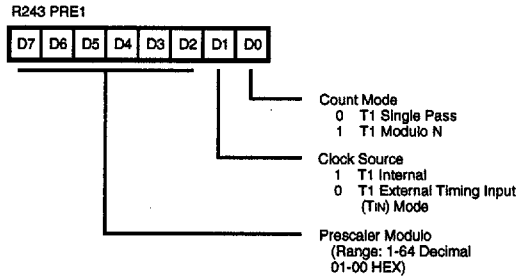 R243 PRE1
D7 D6 D5 D4 D3 D2 D1 D0
Count Mode
0 T1 Single Pass
1 T1 Modulo N
Clock Source
1 T1 Internal
0 T1 External Timing Input
(TIN) Mode
Prescaler Modulo
(Range: 1-64 Decimal
01-00 HEX)